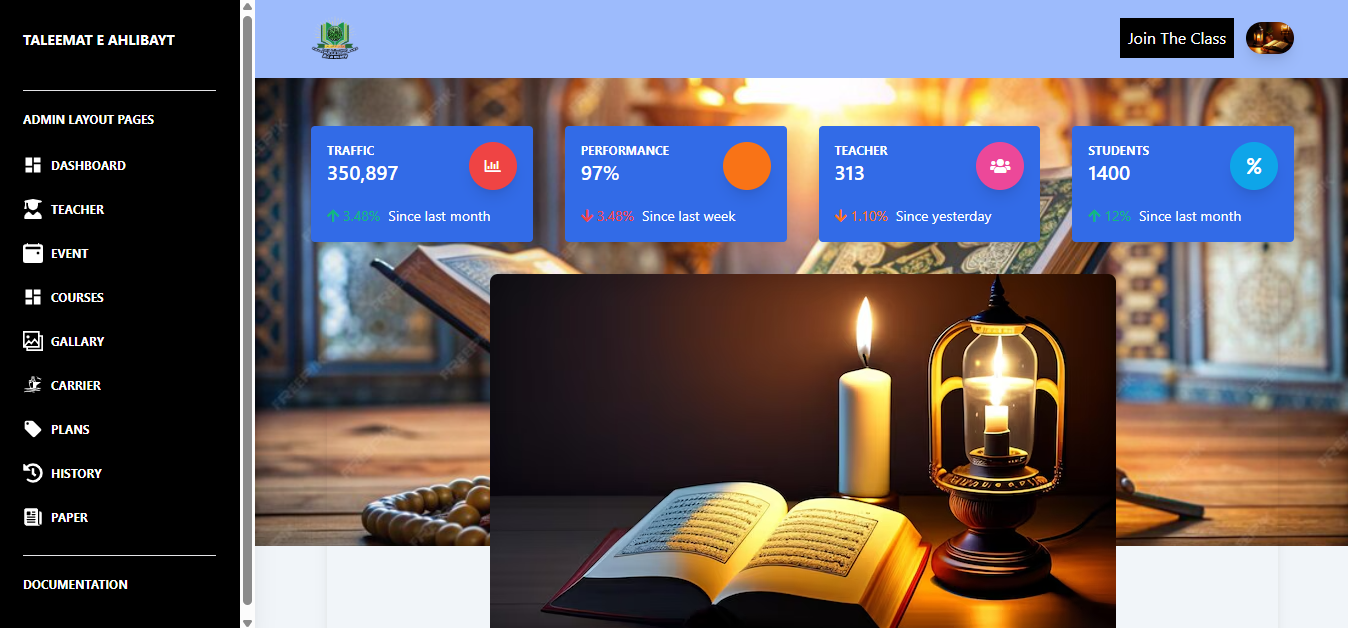 TALEEMAT E AHLIBAYT
ADMIN LAYOUT PAGES
DASHBOARD
TEACHER
EVENT
COURSES
GALLARY
CARRIER
PLANS
HISTORY
PAPER
DOCUMENTATION
Join The Class
TRAFFIC
350,897
3.48% Since last month
PERFORMANCE
97%
3.48% Since last week
TEACHER
313
1.10% Since yesterday
STUDENTS
1400
%
12% Since last month